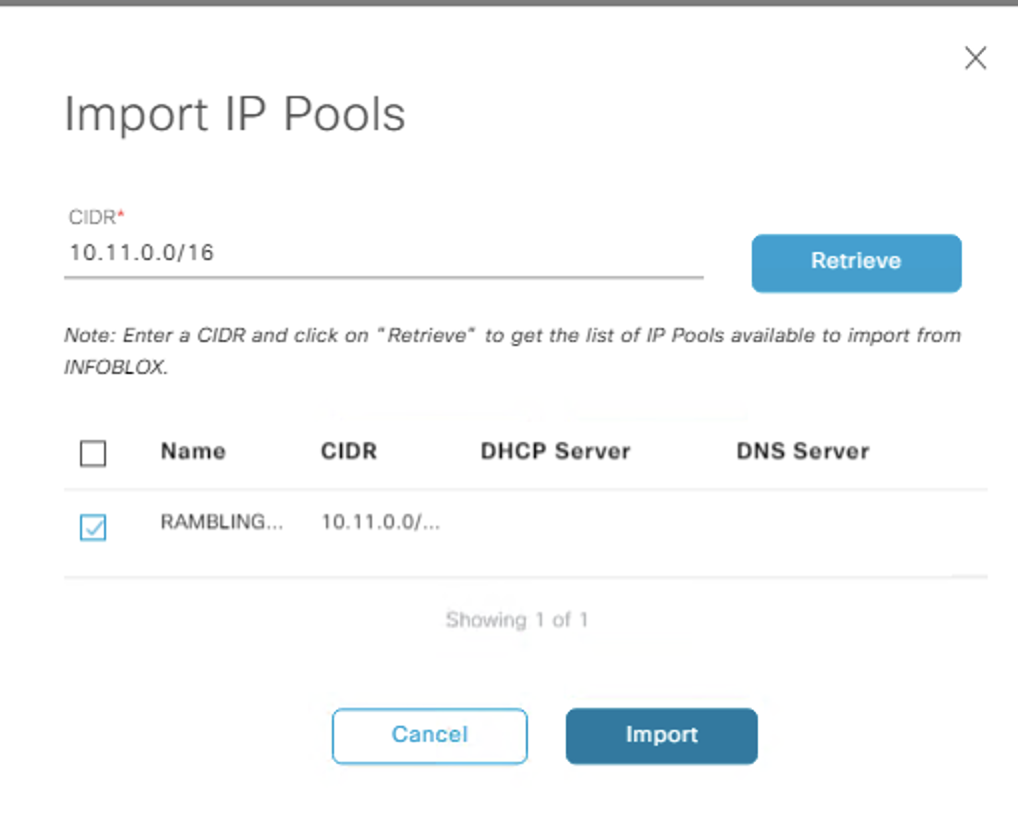 Import IP Pools
CIDR*
10.11.0.0/16
Retrieve
Note: Enter a CIDR and click on "Retrieve" to get the list of IP Pools available to import from
INFOBLOX.
Name CIDR DHCP Server DNS Server
RAMBLING... 10.11.0.0/...
Showing 1 of 1
Cancel Import